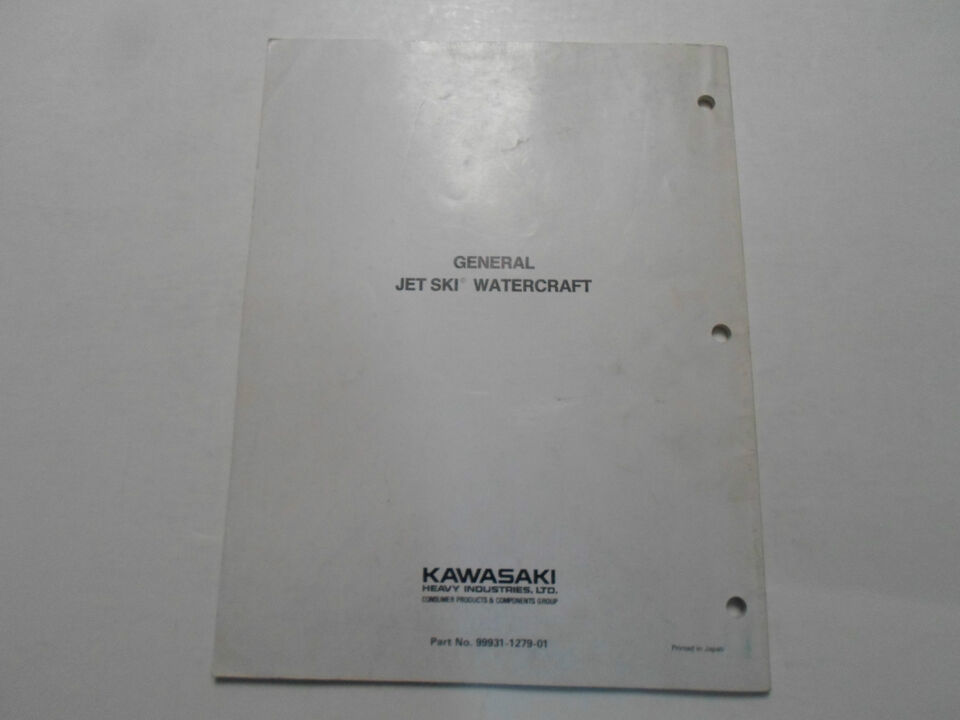 GENERAL
JET SKI® WATERCRAFT
KAWASAKI
HEAVY INDUSTRIES, LTD.
CONSUMER PRODUCTS & COMPONENTS GROUP
Part No. 99931-1279-01
Printed in Japan